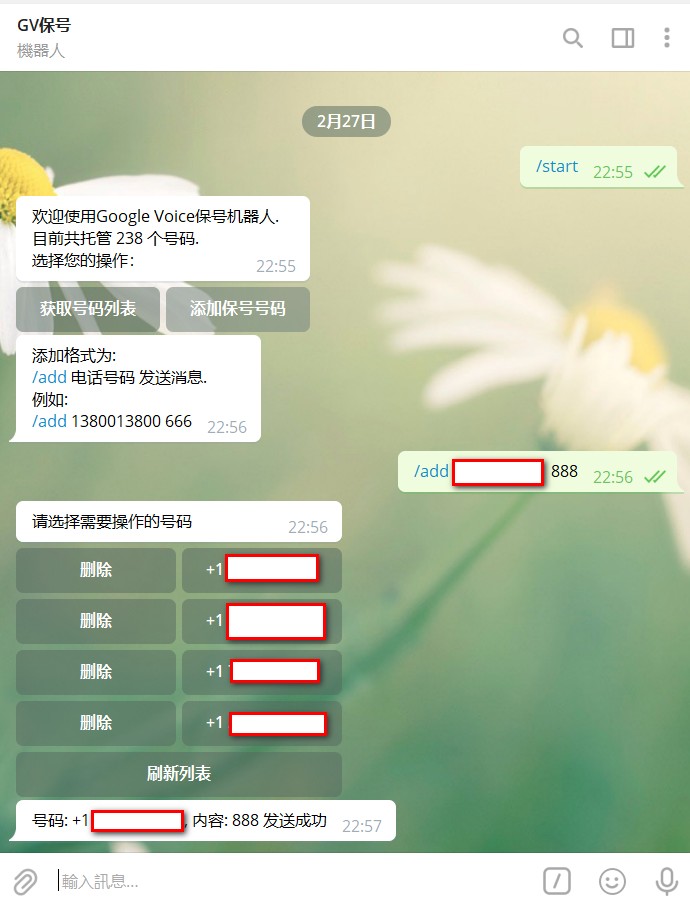 GV保号
機器人
2月27日
/start 22:55
欢迎使用Google Voice保号机器人.
目前共托管 238 个号码.
选择您的操作: 22:55
获取号码列表 添加保号号码
添加格式为:
/add 电话号码 发送消息.
例如:
/add 1380013800 666 22:56
/add 888 22:56
请选择需要操作的号码 22:56
删除 +1
删除 +1
删除 +1
删除 +1
刷新列表
号码: +1 , 内容: 888 发送成功 22:57
輸入訊息...